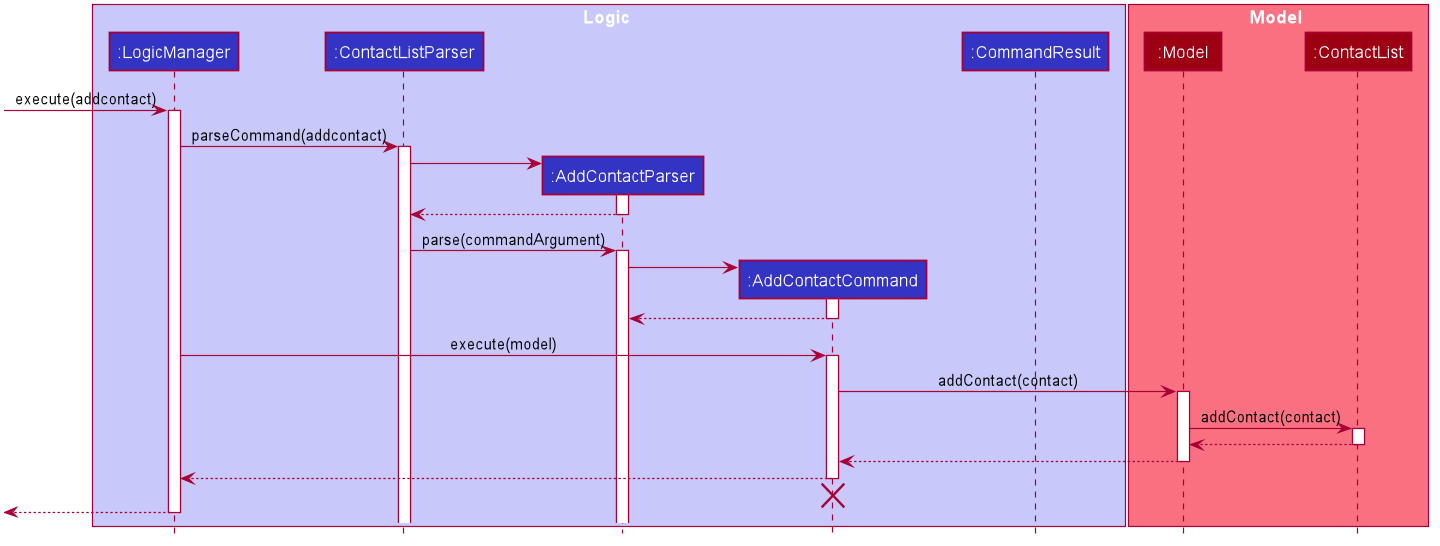 Logic
Model
:LogicManager
:ContactListParser
:CommandResult
:Model
:ContactList
execute(addcontact)
parseCommand(addcontact)
:AddContactParser
parse(commandArgument)
:AddContactCommand
execute(model)
addContact(contact)
addContact(contact)